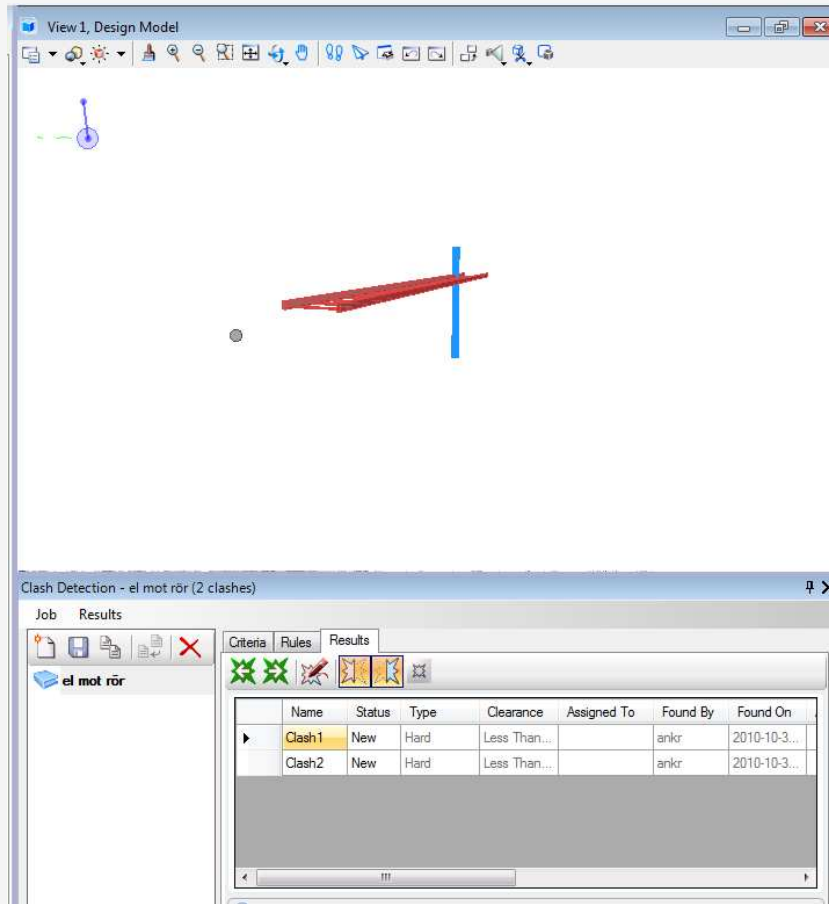 View 1, Design Model
Clash Detection - el mot rör (2 clashes)
Job Results
Criteria Rules Results
el mot rör
Name Status Type Clearance Assigned To Found By Found On
Clash1 New Hard Less Than... ankr 2010-10-3...
Clash2 New Hard Less Than... ankr 2010-10-3...